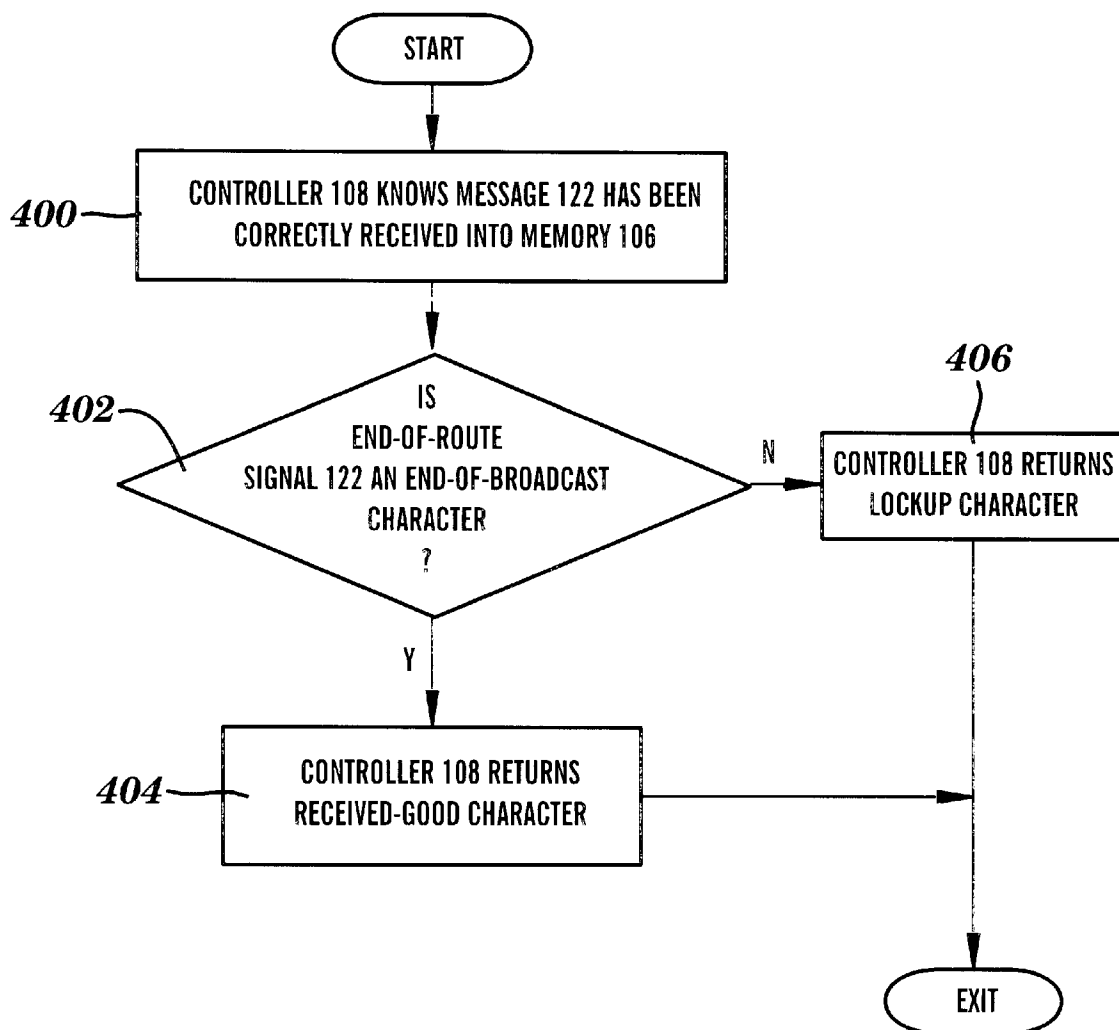 START
400
CONTROLLER 108 KNOWS MESSAGE 122 HAS BEEN
CORRECTLY RECEIVED INTO MEMORY 106
402
IS
END-OF-ROUTE
SIGNAL 122 AN END-OF-BROADCAST
CHARACTER
?
N
406
CONTROLLER 108 RETURNS
LOCKUP CHARACTER
Y
404
CONTROLLER 108 RETURNS
RECEIVED-GOOD CHARACTER
EXIT